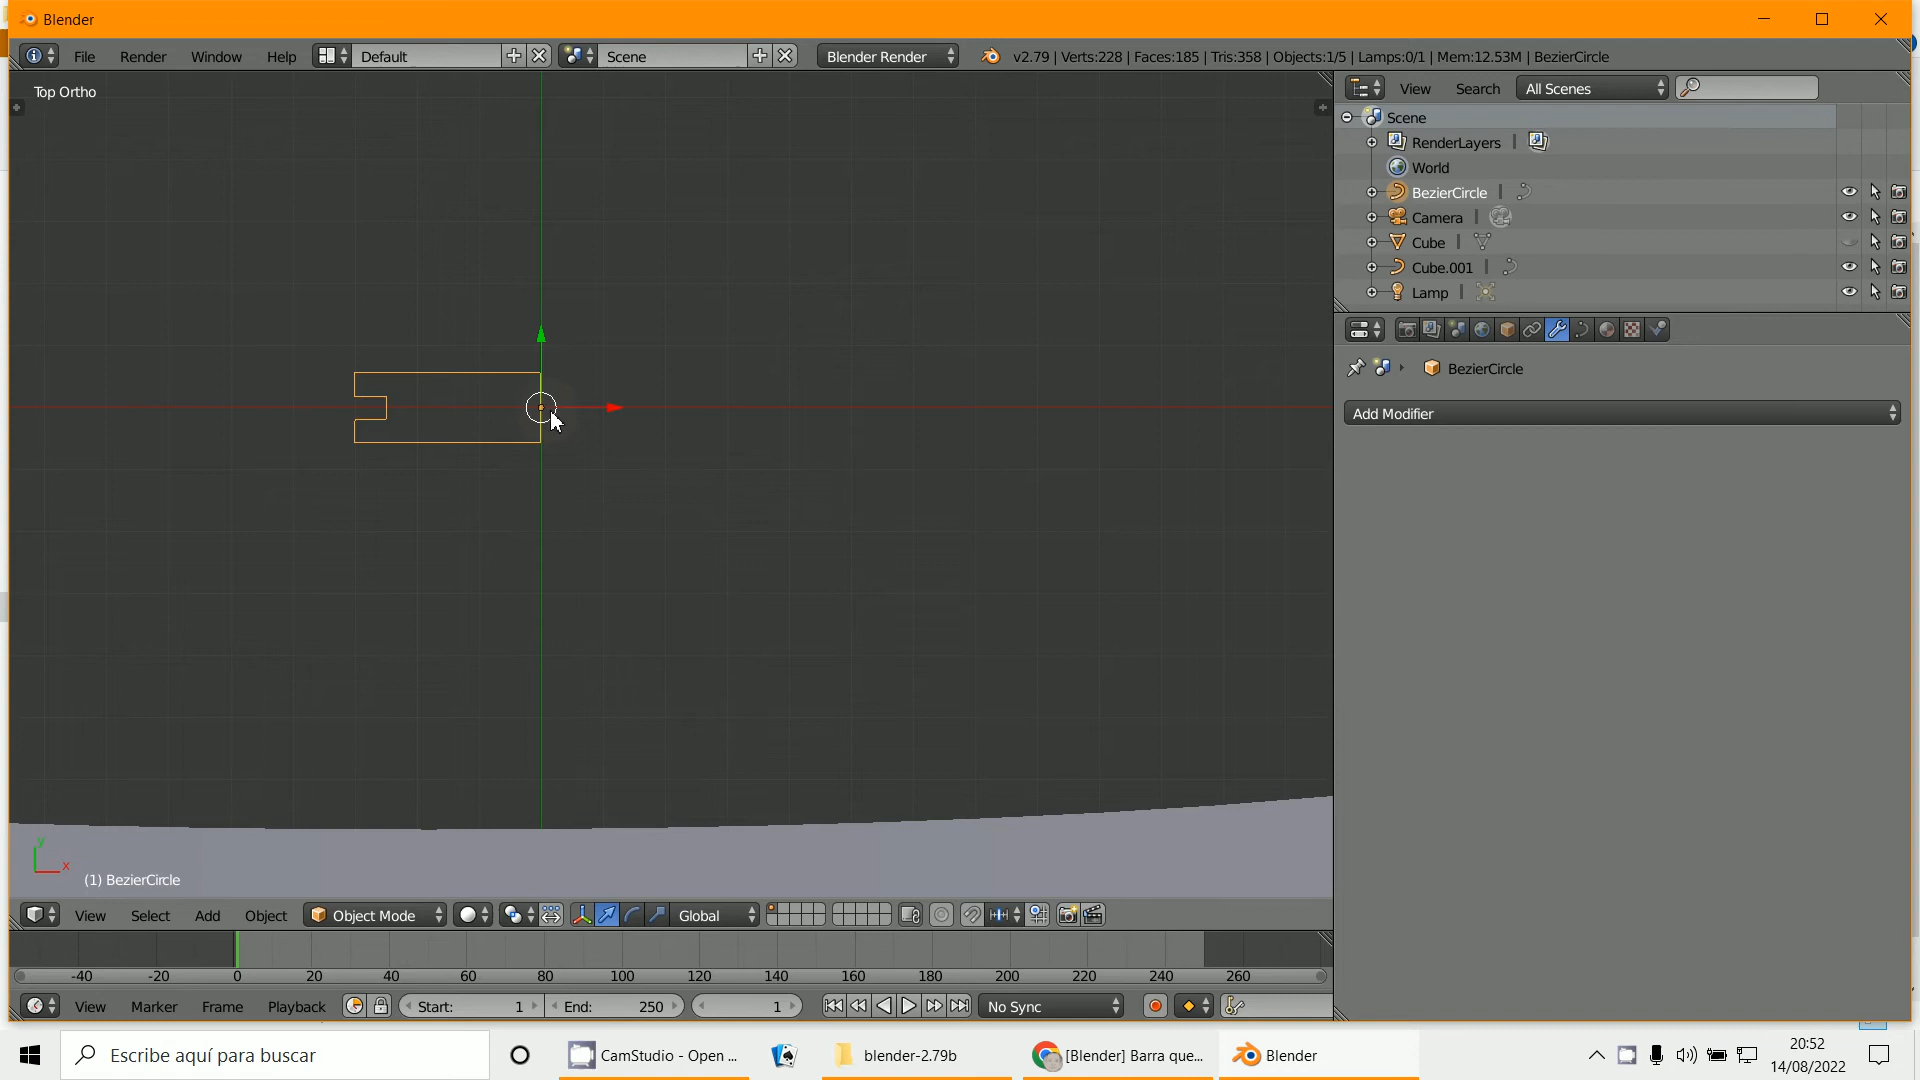 Blender
File Render Window Help Default Scene Blender Render v2.79 | Verts:228 | Faces:185 | Tris:358 | Objects:1/5 | Lamps:0/1 | Mem:12.53M | BezierCircle
Top Ortho
View Search All Scenes
Scene
RenderLayers
World
BezierCircle
Camera
Cube
Cube.001
Lamp
BezierCircle
Add Modifier
y
x
(1) BezierCircle
View Select Add Object Object Mode Global
-40 -20 0 20 40 60 80 100 120 140 160 180 200 220 240 260
View Marker Frame Playback Start: 1 End: 250 1 No Sync
Escribe aquí para buscar
CamStudio - Open ...
blender-2.79b
[Blender] Barra que...
Blender
20:52
14/08/2022